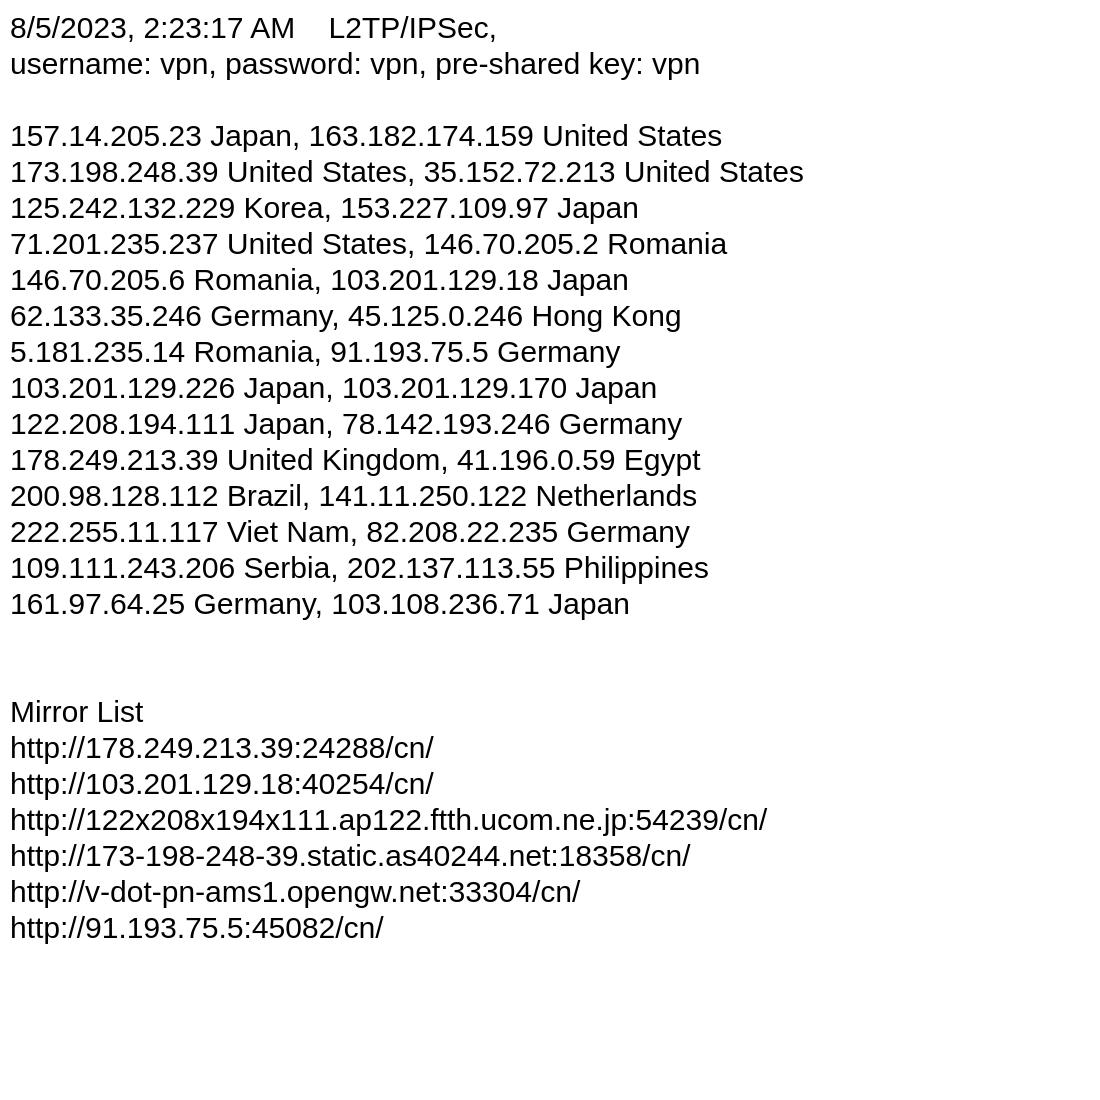 8/5/2023, 2:23:17 AM    L2TP/IPSec,
username: vpn, password: vpn, pre-shared key: vpn
157.14.205.23 Japan, 163.182.174.159 United States
173.198.248.39 United States, 35.152.72.213 United States
125.242.132.229 Korea, 153.227.109.97 Japan
71.201.235.237 United States, 146.70.205.2 Romania
146.70.205.6 Romania, 103.201.129.18 Japan
62.133.35.246 Germany, 45.125.0.246 Hong Kong
5.181.235.14 Romania, 91.193.75.5 Germany
103.201.129.226 Japan, 103.201.129.170 Japan
122.208.194.111 Japan, 78.142.193.246 Germany
178.249.213.39 United Kingdom, 41.196.0.59 Egypt
200.98.128.112 Brazil, 141.11.250.122 Netherlands
222.255.11.117 Viet Nam, 82.208.22.235 Germany
109.111.243.206 Serbia, 202.137.113.55 Philippines
161.97.64.25 Germany, 103.108.236.71 Japan
Mirror List
http://178.249.213.39:24288/cn/
http://103.201.129.18:40254/cn/
http://122x208x194x111.ap122.ftth.ucom.ne.jp:54239/cn/
http://173-198-248-39.static.as40244.net:18358/cn/
http://v-dot-pn-ams1.opengw.net:33304/cn/
http://91.193.75.5:45082/cn/